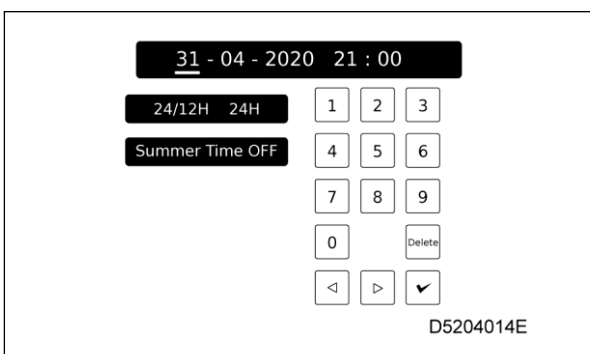 31 - 04 - 2020 21 : 00
24/12H 24H
1 2 3
Summer Time OFF
4 5 6
7 8 9
0 Delete
◁ ▷ ✔
D5204014E